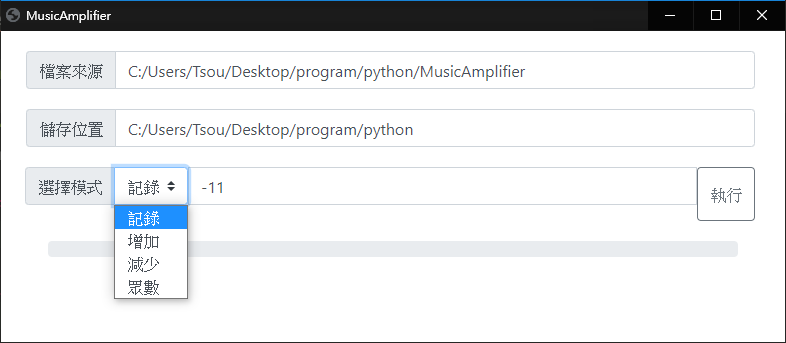 MusicAmplifier
檔案來源 C:/Users/Tsou/Desktop/program/python/MusicAmplifier
儲存位置 C:/Users/Tsou/Desktop/program/python
選擇模式 記錄 -11 執行
記錄
增加
減少
眾數